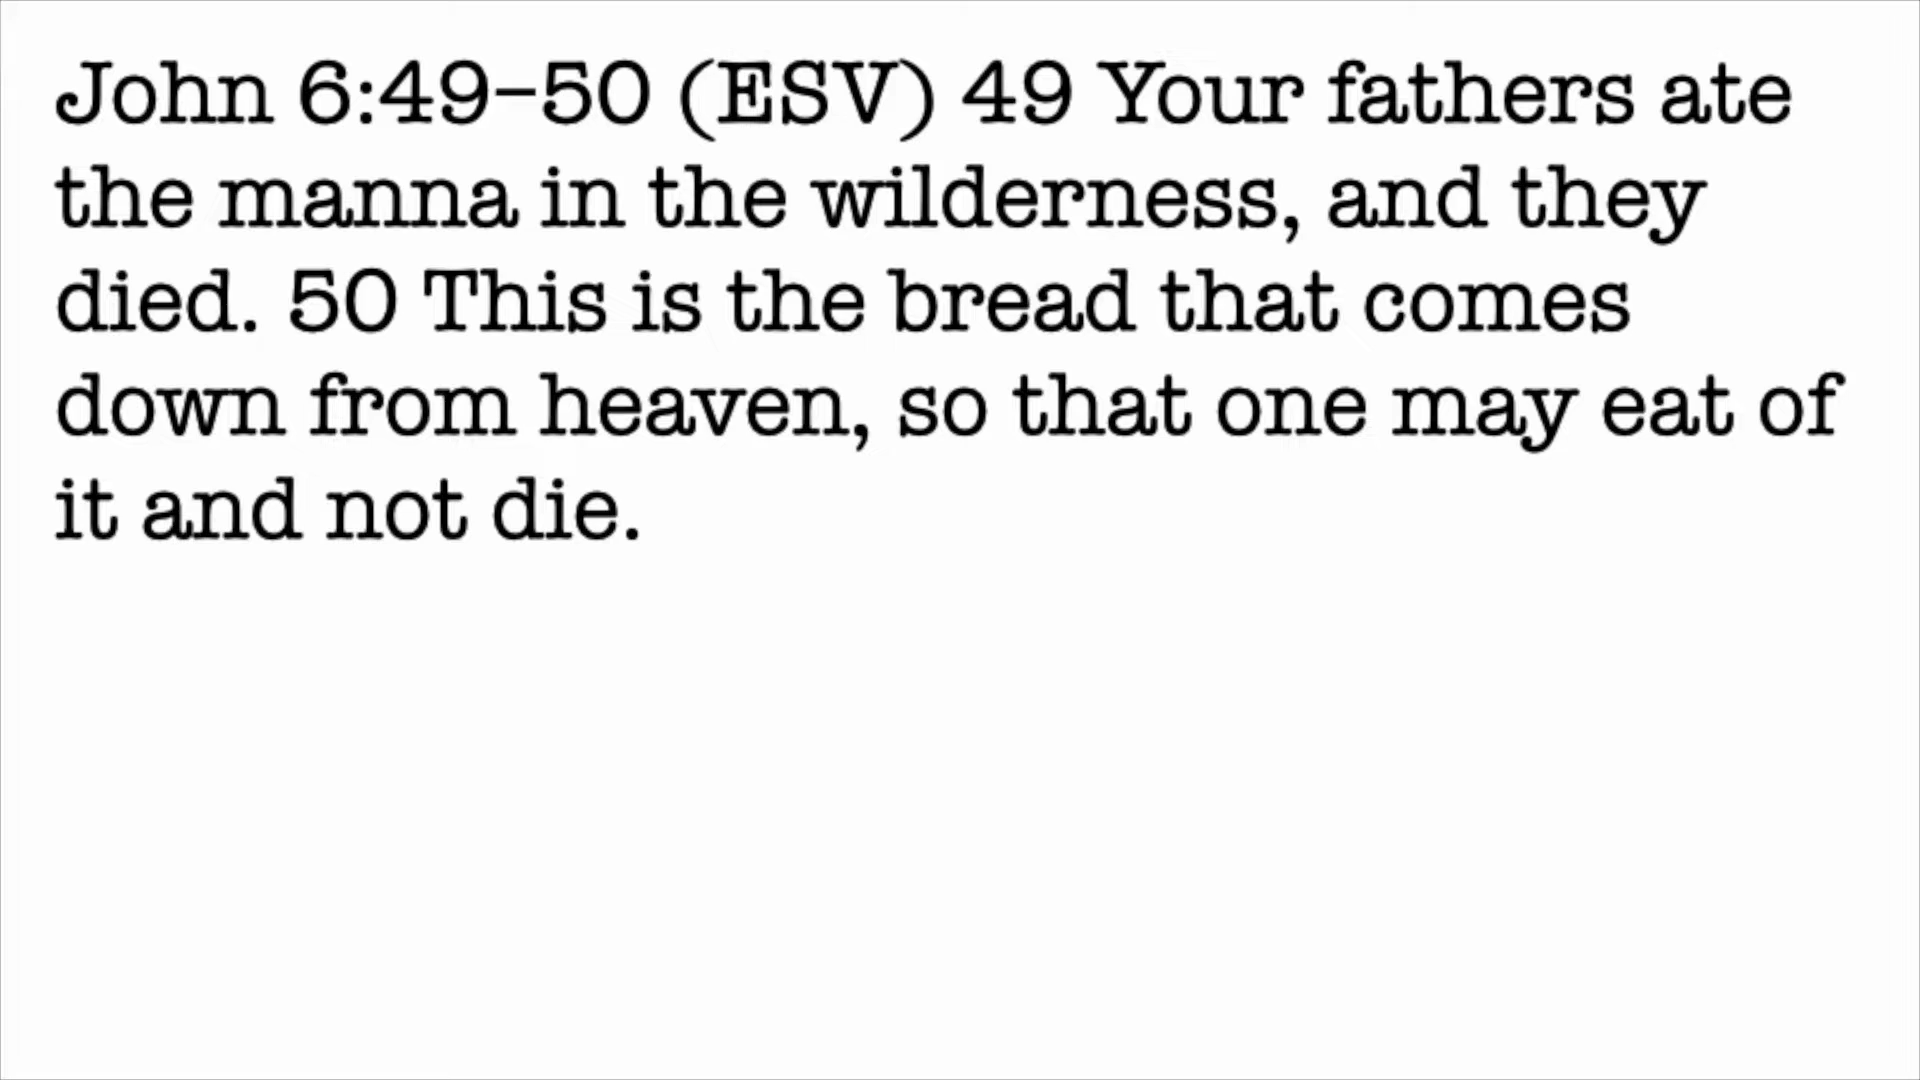 John 6:49–50 (ESV) 49 Your fathers ate
the manna in the wilderness, and they
died. 50 This is the bread that comes
down from heaven, so that one may eat of
it and not die.